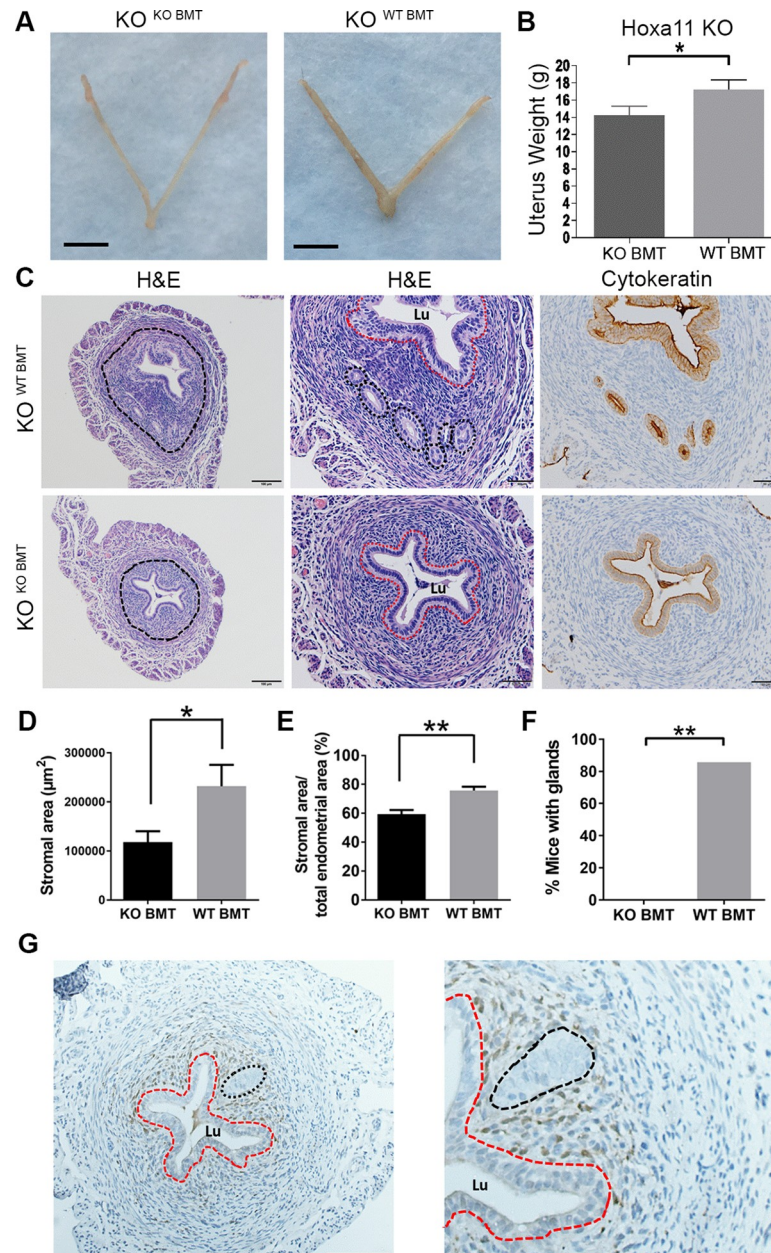 A
KO KO BMT
KO WT BMT
B
Hoxa11 KO
*
Uterus Weight (g)
20
18
16
14
12
10
8
6
4
2
0
KO BMT
WT BMT
C
H&E
H&E
Cytokeratin
KO WT BMT
Lu
KO KO BMT
Lu
D
*
Stromal area (µm²)
300000
200000
100000
0
KO BMT
WT BMT
E
**
Stromal area/
total endometrial area (%)
100
80
60
40
20
0
KO BMT
WT BMT
F
**
% Mice with glands
100
80
60
40
20
0
KO BMT
WT BMT
G
Lu
Lu